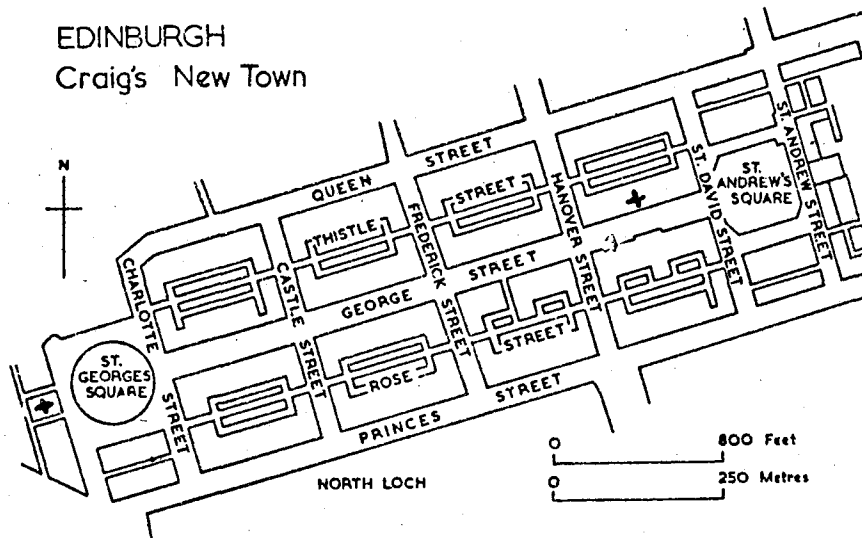 EDINBURGH
Craig's New Town
N
QUEEN STREET
THISTLE STREET
GEORGE STREET
ROSE STREET
PRINCES STREET
CHARLOTTE STREET
CASTLE STREET
FREDERICK STREET
HANOVER STREET
ST. DAVID STREET
ST. ANDREW STREET
ST.
ANDREW'S
SQUARE
ST.
GEORGES
SQUARE
NORTH LOCH
0 800 Feet
0 250 Metres